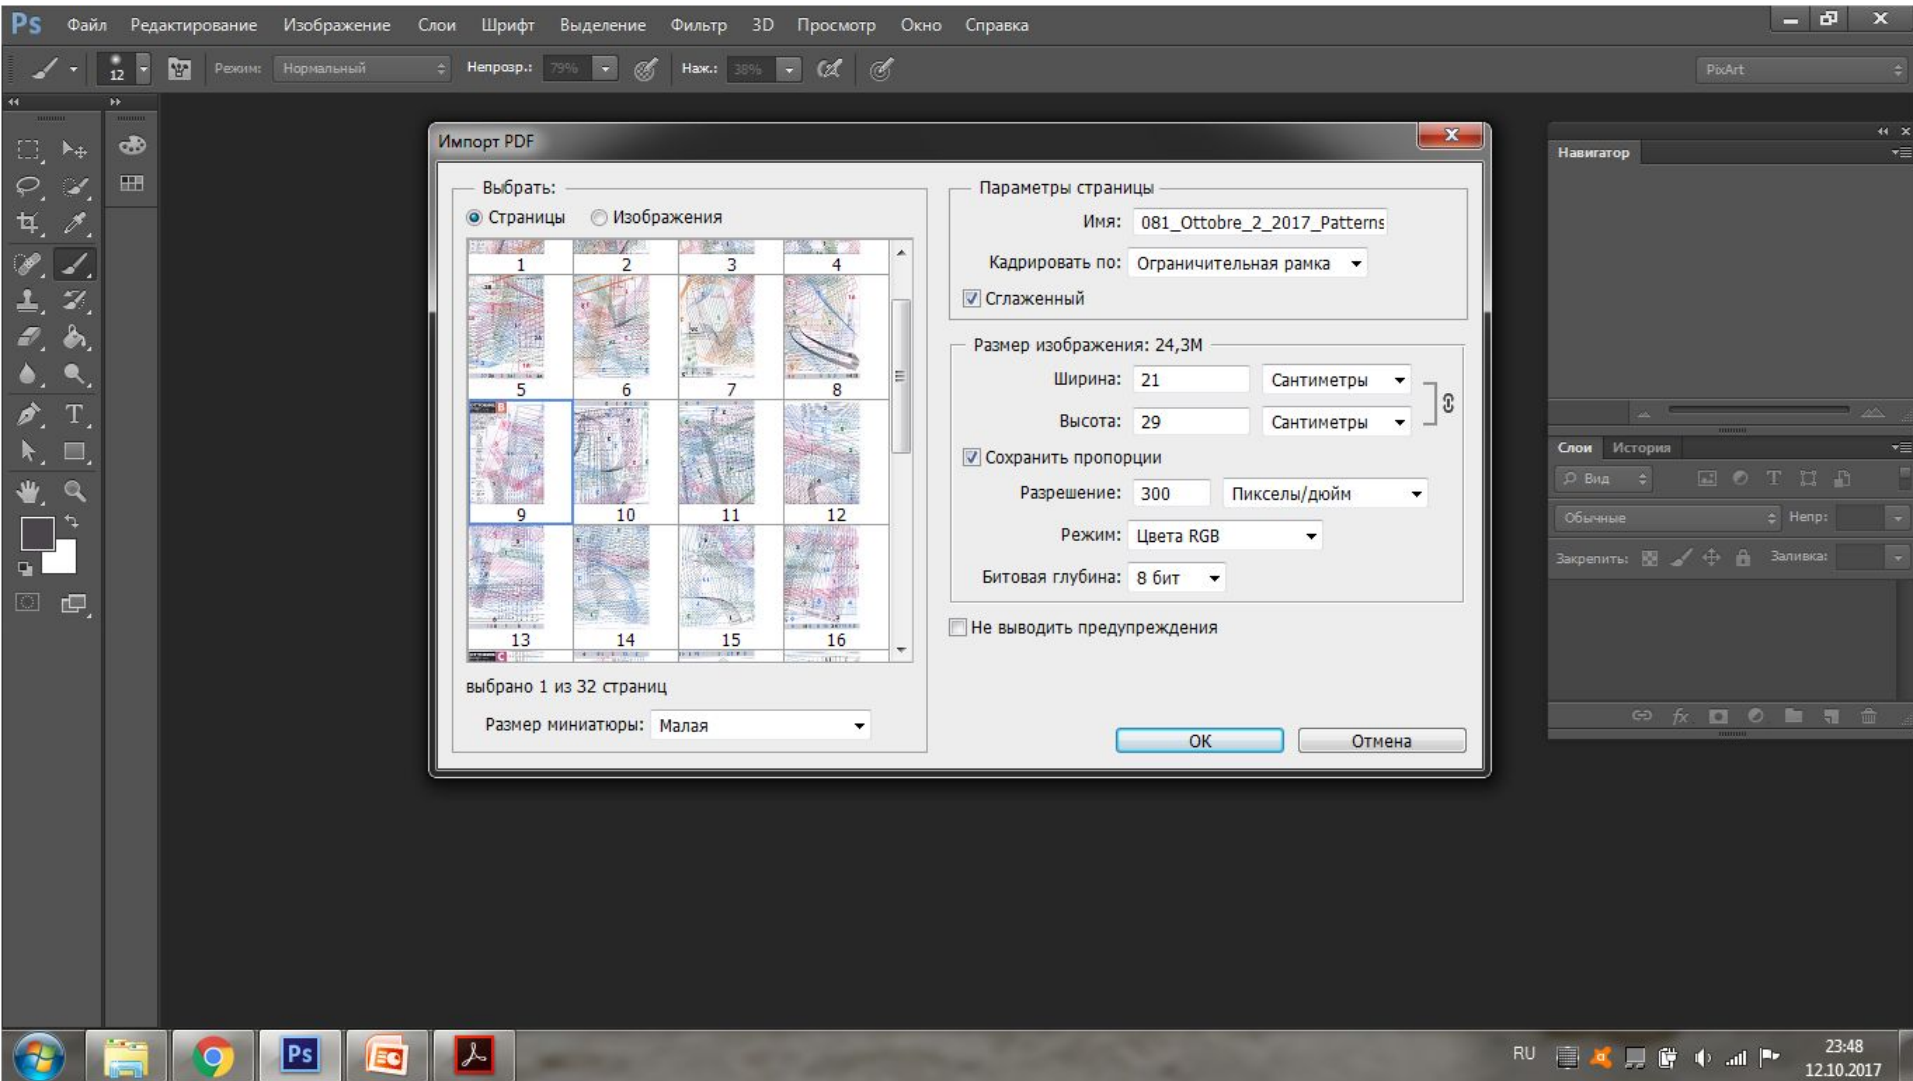 Ps Файл Редактирование Изображение Слои Шрифт Выделение Фильтр 3D Просмотр Окно Справка
12 Режим: Нормальный Непрозр.: 79% Наж.: 38% PixArt
Импорт PDF
Выбрать:
Страницы Изображения
1 2 3 4
5 6 7 8
9 10 11 12
13 14 15 16
выбрано 1 из 32 страниц
Размер миниатюры: Малая
Параметры страницы
Имя: 081_Ottobre_2_2017_Patterns
Кадрировать по: Ограничительная рамка
Сглаженный
Размер изображения: 24,3M
Ширина: 21 Сантиметры
Высота: 29 Сантиметры
Сохранить пропорции
Разрешение: 300 Пикселы/дюйм
Режим: Цвета RGB
Битовая глубина: 8 бит
Не выводить предупреждения
OK Отмена
Навигатор
Слои История
Вид
Обычные Непр:
Закрепить: Заливка:
fx
Ps
RU 23:48
12.10.2017